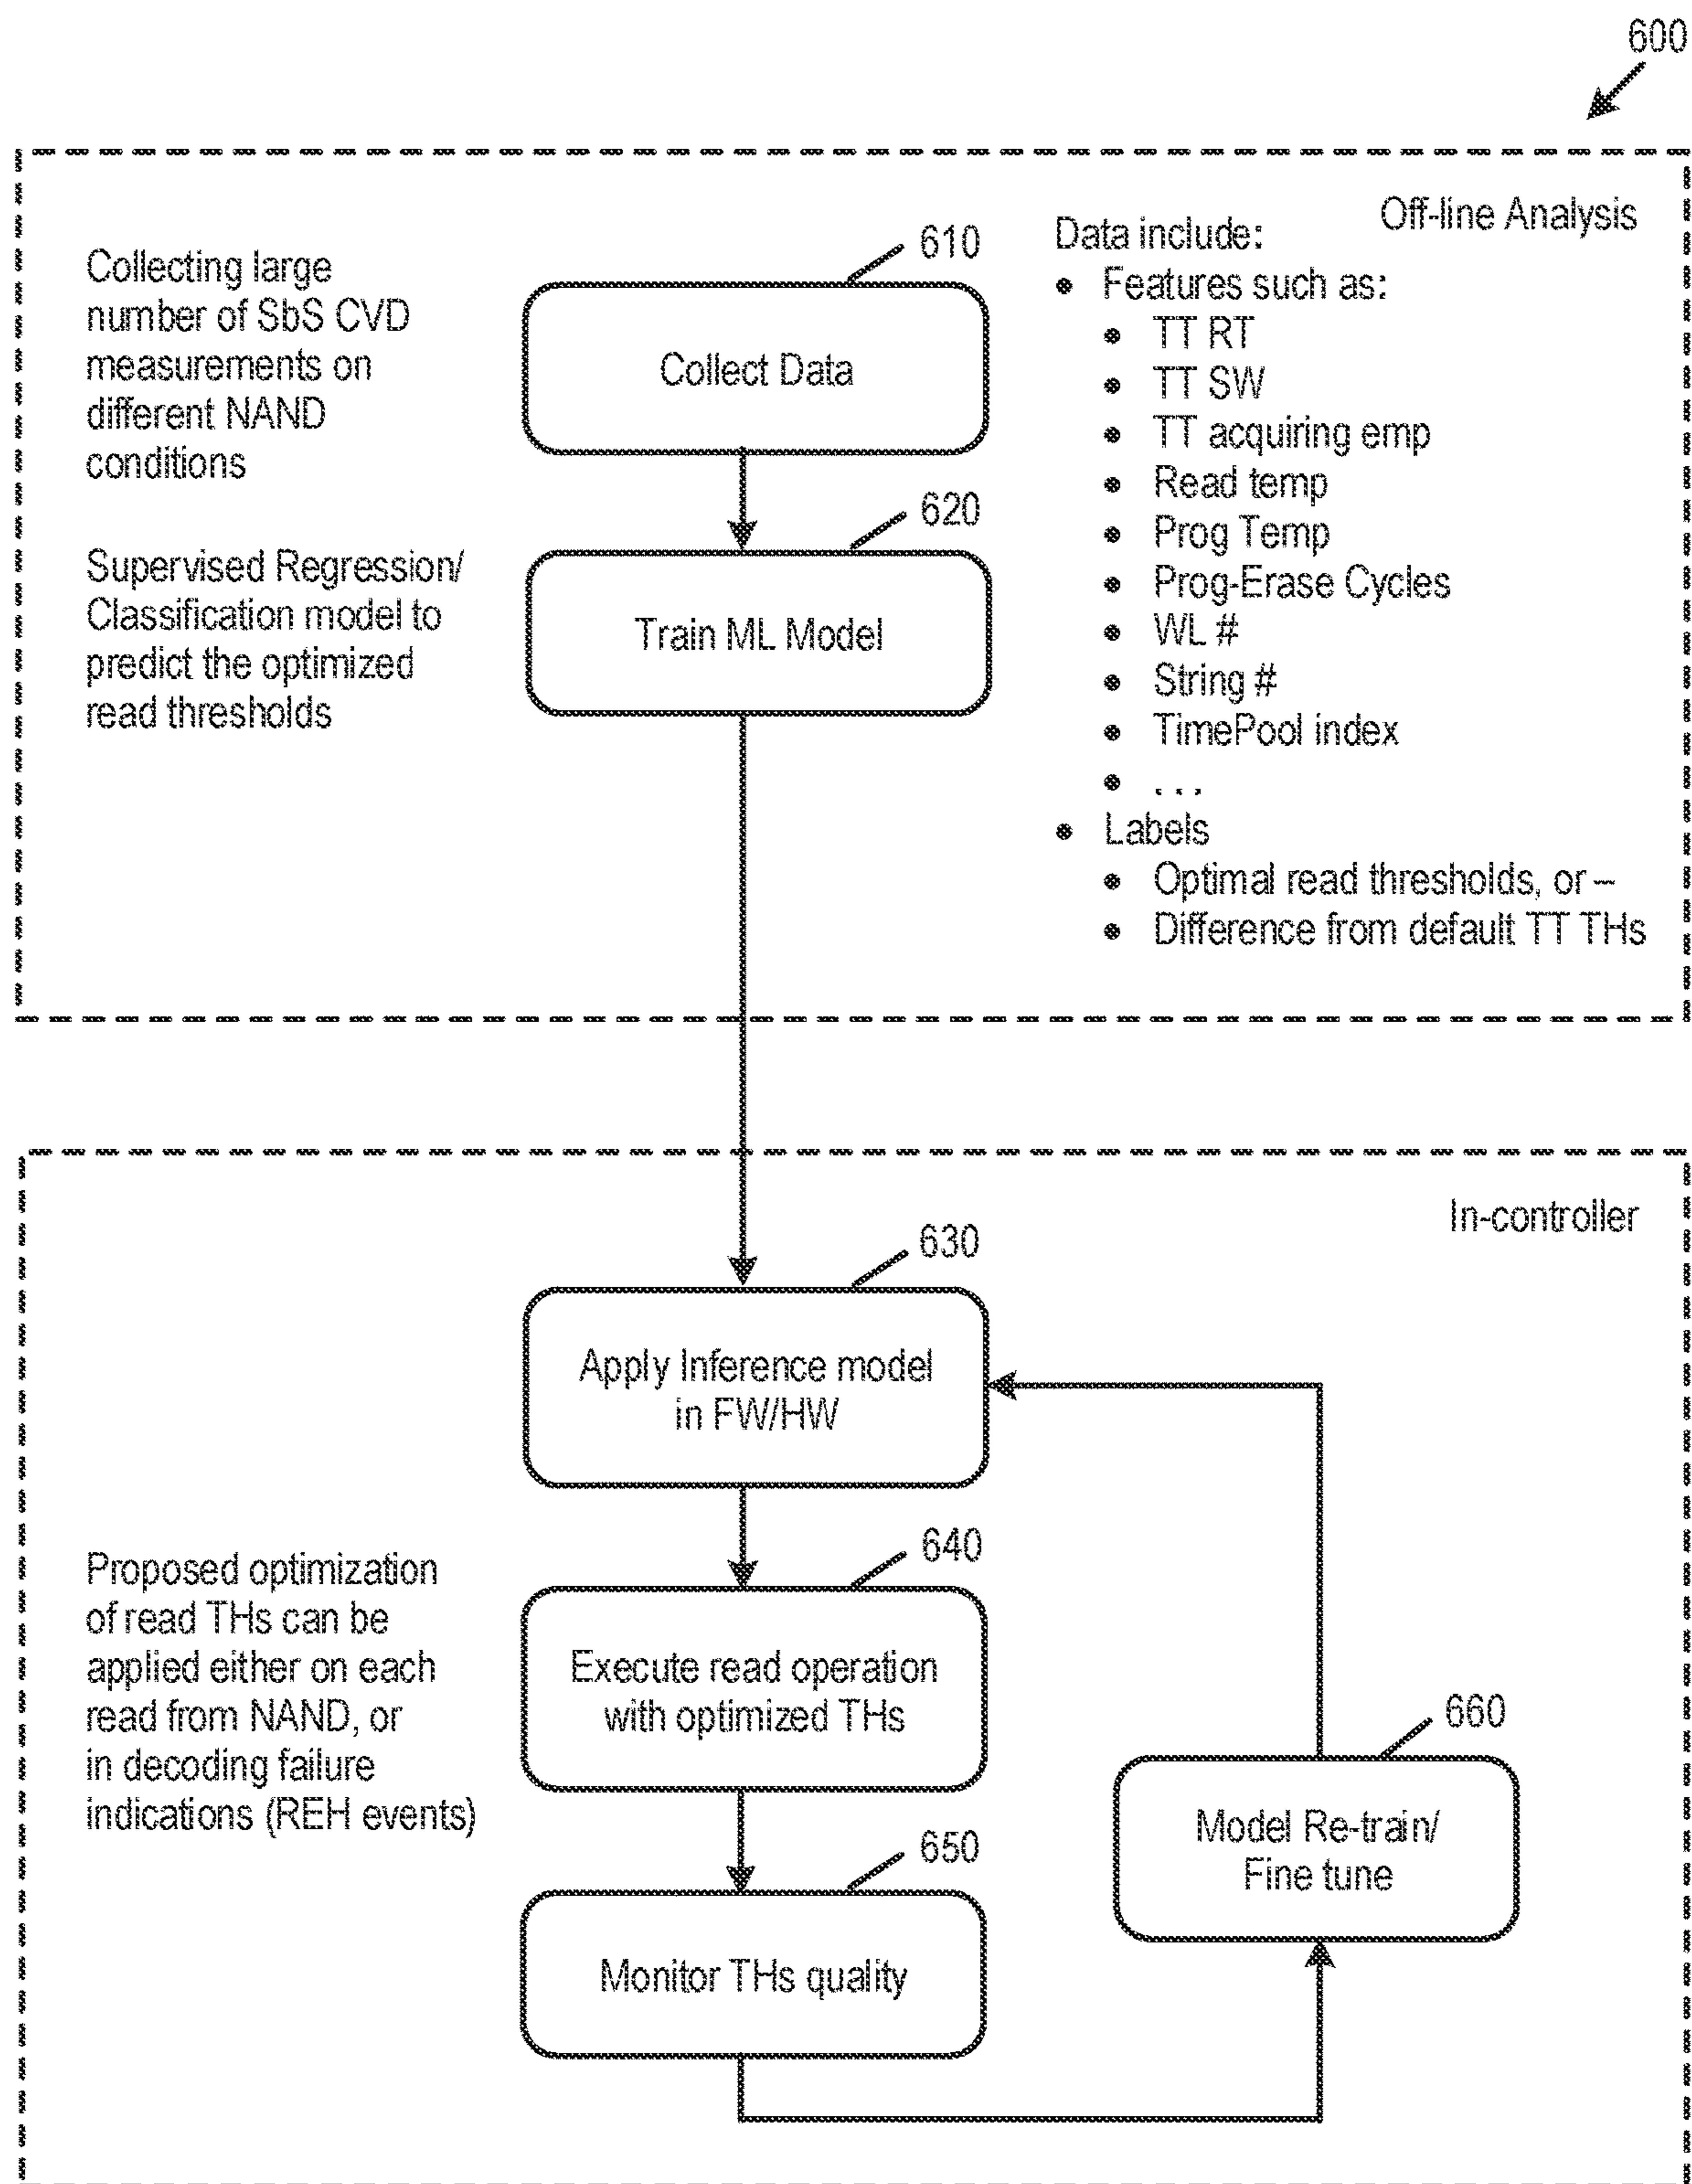 600
Off-line Analysis
Collecting large
number of SbS CVD
measurements on
different NAND
conditions
610
Collect Data
Supervised Regression/
Classification model to
predict the optimized
read thresholds
620
Train ML Model
Data include:
• Features such as:
• TT RT
• TT SW
• TT acquiring emp
• Read temp
• Prog Temp
• Prog-Erase Cycles
• WL #
• String #
• TimePool index
• . . .
• Labels
• Optimal read thresholds, or –
• Difference from default TT THs
In-controller
630
Apply Inference model
in FW/HW
640
Execute read operation
with optimized THs
Proposed optimization
of read THs can be
applied either on each
read from NAND, or
in decoding failure
indications (REH events)
650
Monitor THs quality
660
Model Re-train/
Fine tune